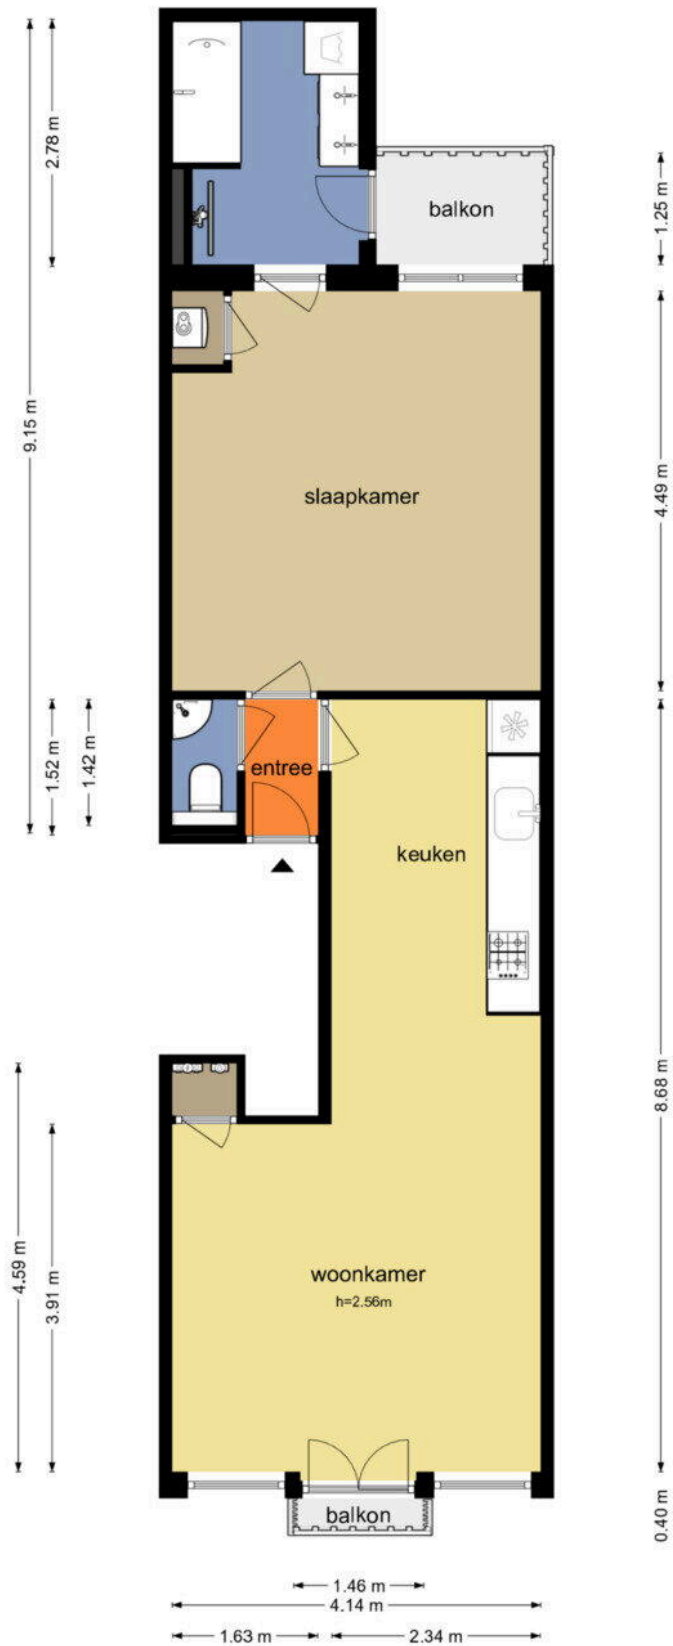 2.78 m
1.25 m
balkon
9.15 m
4.49 m
slaapkamer
1.52 m
1.42 m
entree
keuken
8.68 m
4.59 m
3.91 m
woonkamer
h=2.56m
balkon
0.40 m
1.46 m
4.14 m
1.63 m
2.34 m